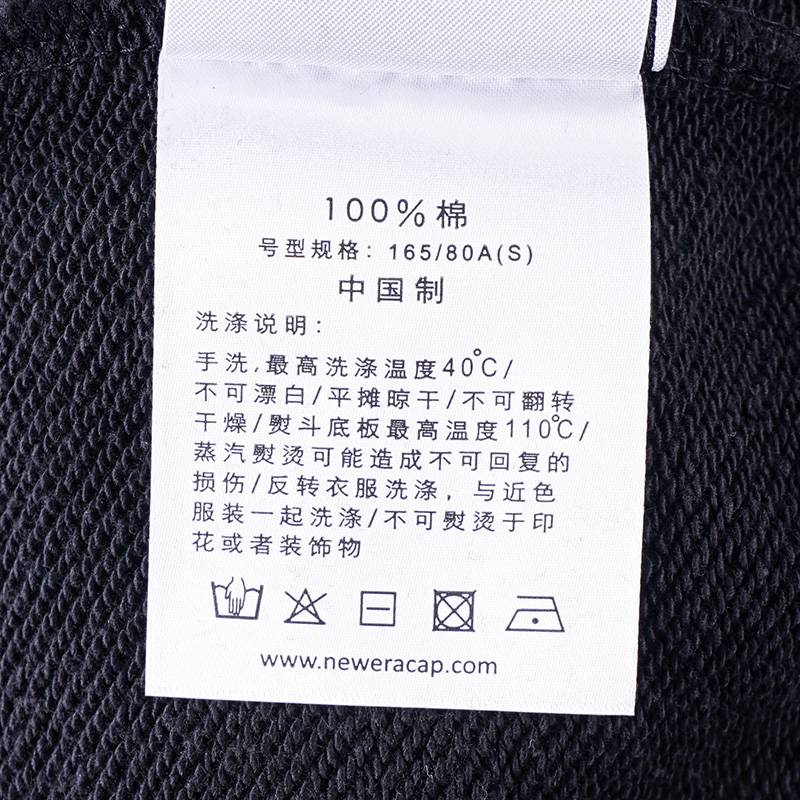 100%棉
号型规格: 165/80A(S)
中国制
洗涤说明:
手洗,最高洗涤温度40℃/
不可漂白/平摊晾干/不可翻转
干燥/熨斗底板最高温度110℃/
蒸汽熨烫可能造成不可回复的
损伤/反转衣服洗涤，与近色
服装一起洗涤/不可熨烫于印
花或者装饰物
www.neweracap.com